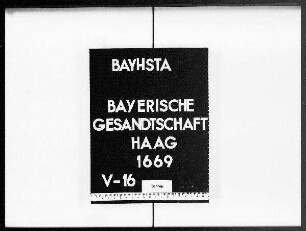 BAYHSTA
BAYERISCHE
GESANDTSCHAFT
HAAG
1669
V-16